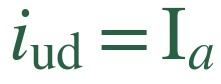 i_ud = I_a